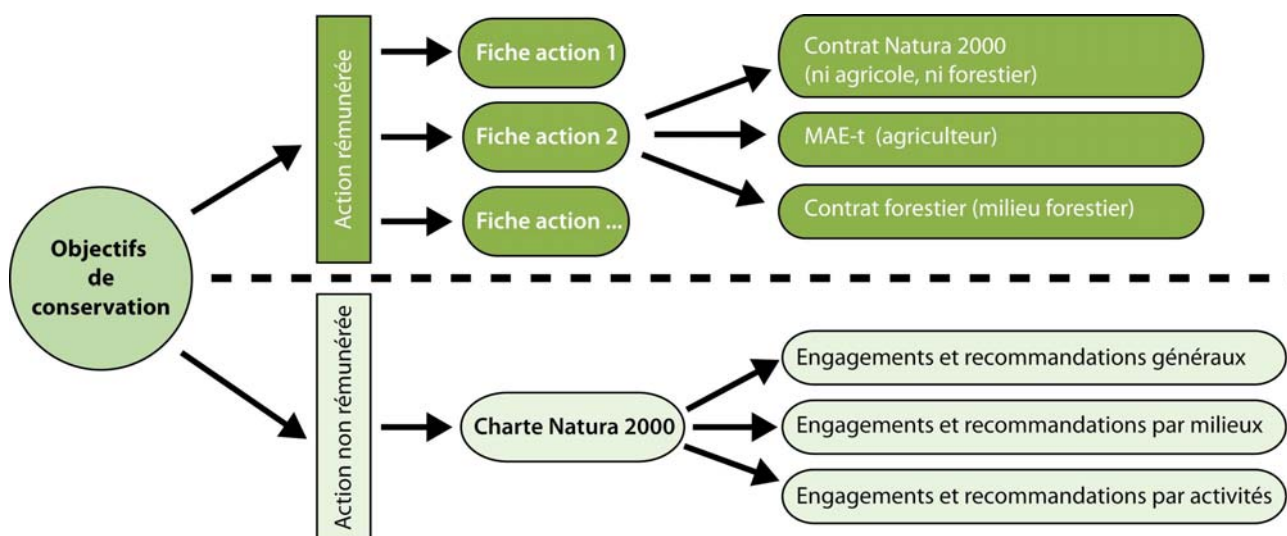 Objectifs
de
conservation
Action rémunérée
Fiche action 1
Fiche action 2
Fiche action ...
Contrat Natura 2000
(ni agricole, ni forestier)
MAE-t (agriculteur)
Contrat forestier (milieu forestier)
Action non rémunérée
Charte Natura 2000
Engagements et recommandations généraux
Engagements et recommandations par milieux
Engagements et recommandations par activités